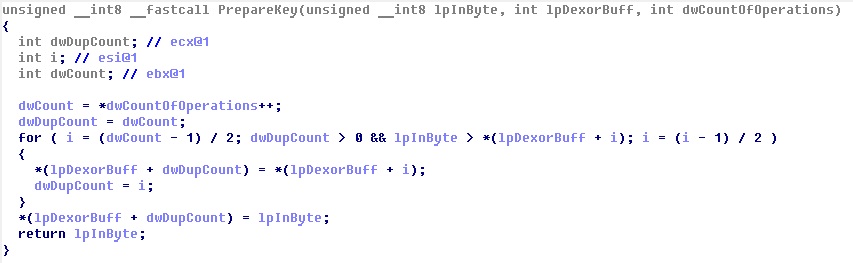 unsigned __int8 __fastcall PrepareKey(unsigned __int8 lpInByte, int lpDexorBuff, int dwCountOfOperations)
{
  int dwDupCount; // ecx@1
  int i; // esi@1
  int dwCount; // ebx@1

  dwCount = *dwCountOfOperations++;
  dwDupCount = dwCount;
  for ( i = (dwCount - 1) / 2; dwDupCount > 0 && lpInByte > *(lpDexorBuff + i); i = (i - 1) / 2 )
  {
    *(lpDexorBuff + dwDupCount) = *(lpDexorBuff + i);
    dwDupCount = i;
  }
  *(lpDexorBuff + dwDupCount) = lpInByte;
  return lpInByte;
}